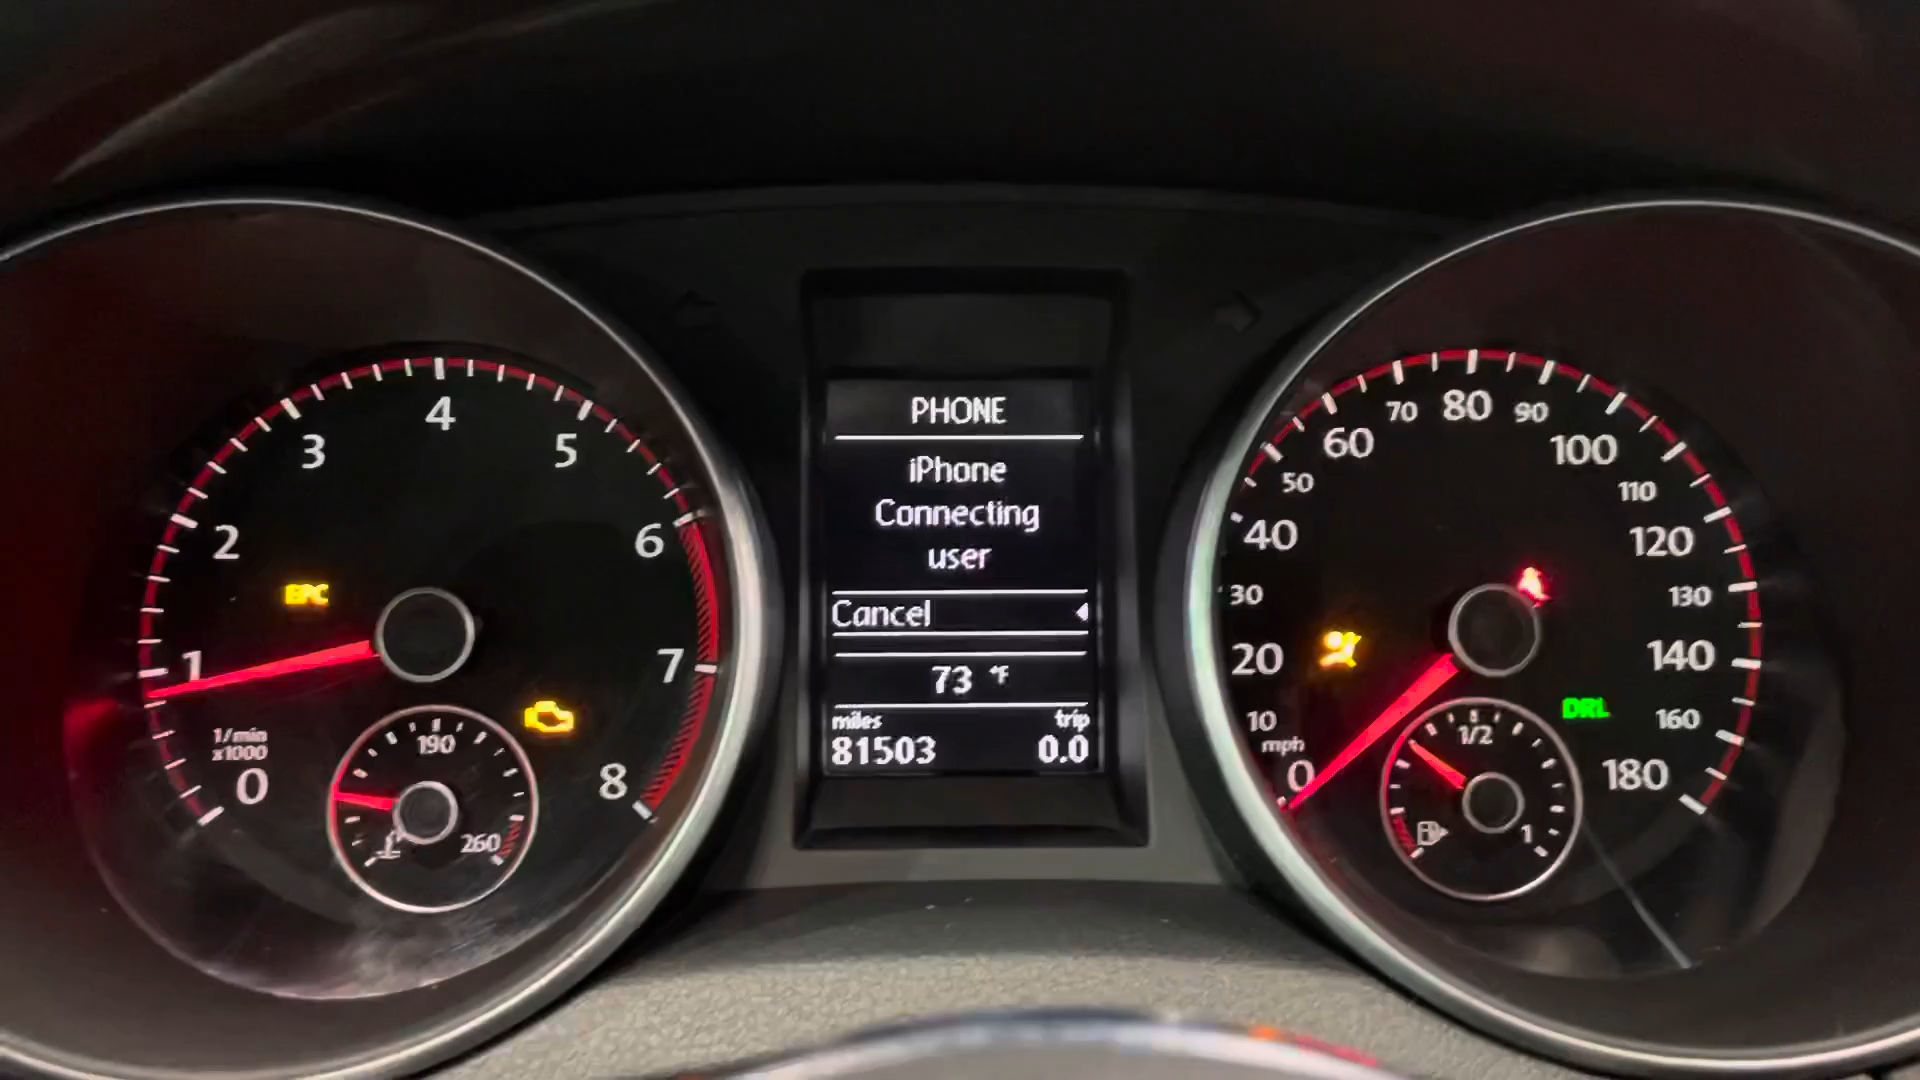 4
3
5
2
6
EPC
1
7
1/min
x1000
0
190
260
8
PHONE
iPhone
Connecting
user
Cancel
73 °F
miles trip
81503 0.0
80
70
90
60
100
50
110
40
120
30
130
20
140
DRL
10
160
mph
0
1/2
1
180